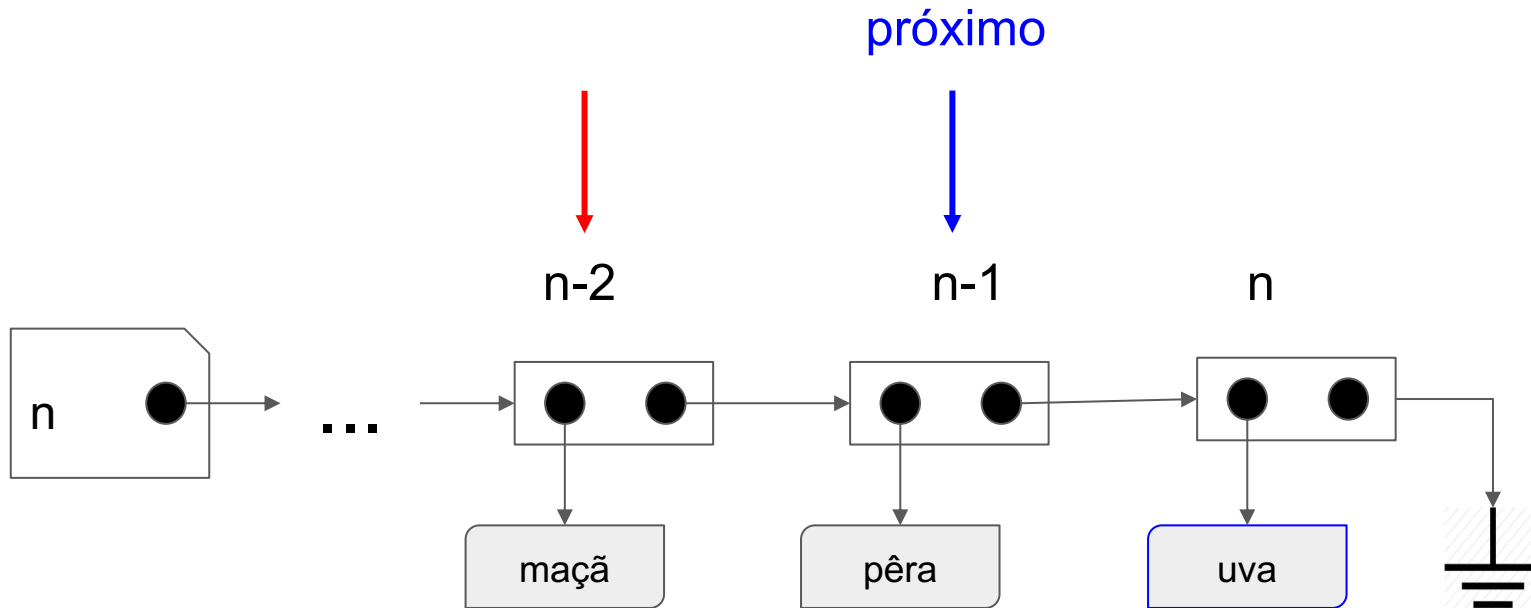 próximo
n-2 n-1 n
n
...
maçã pêra uva